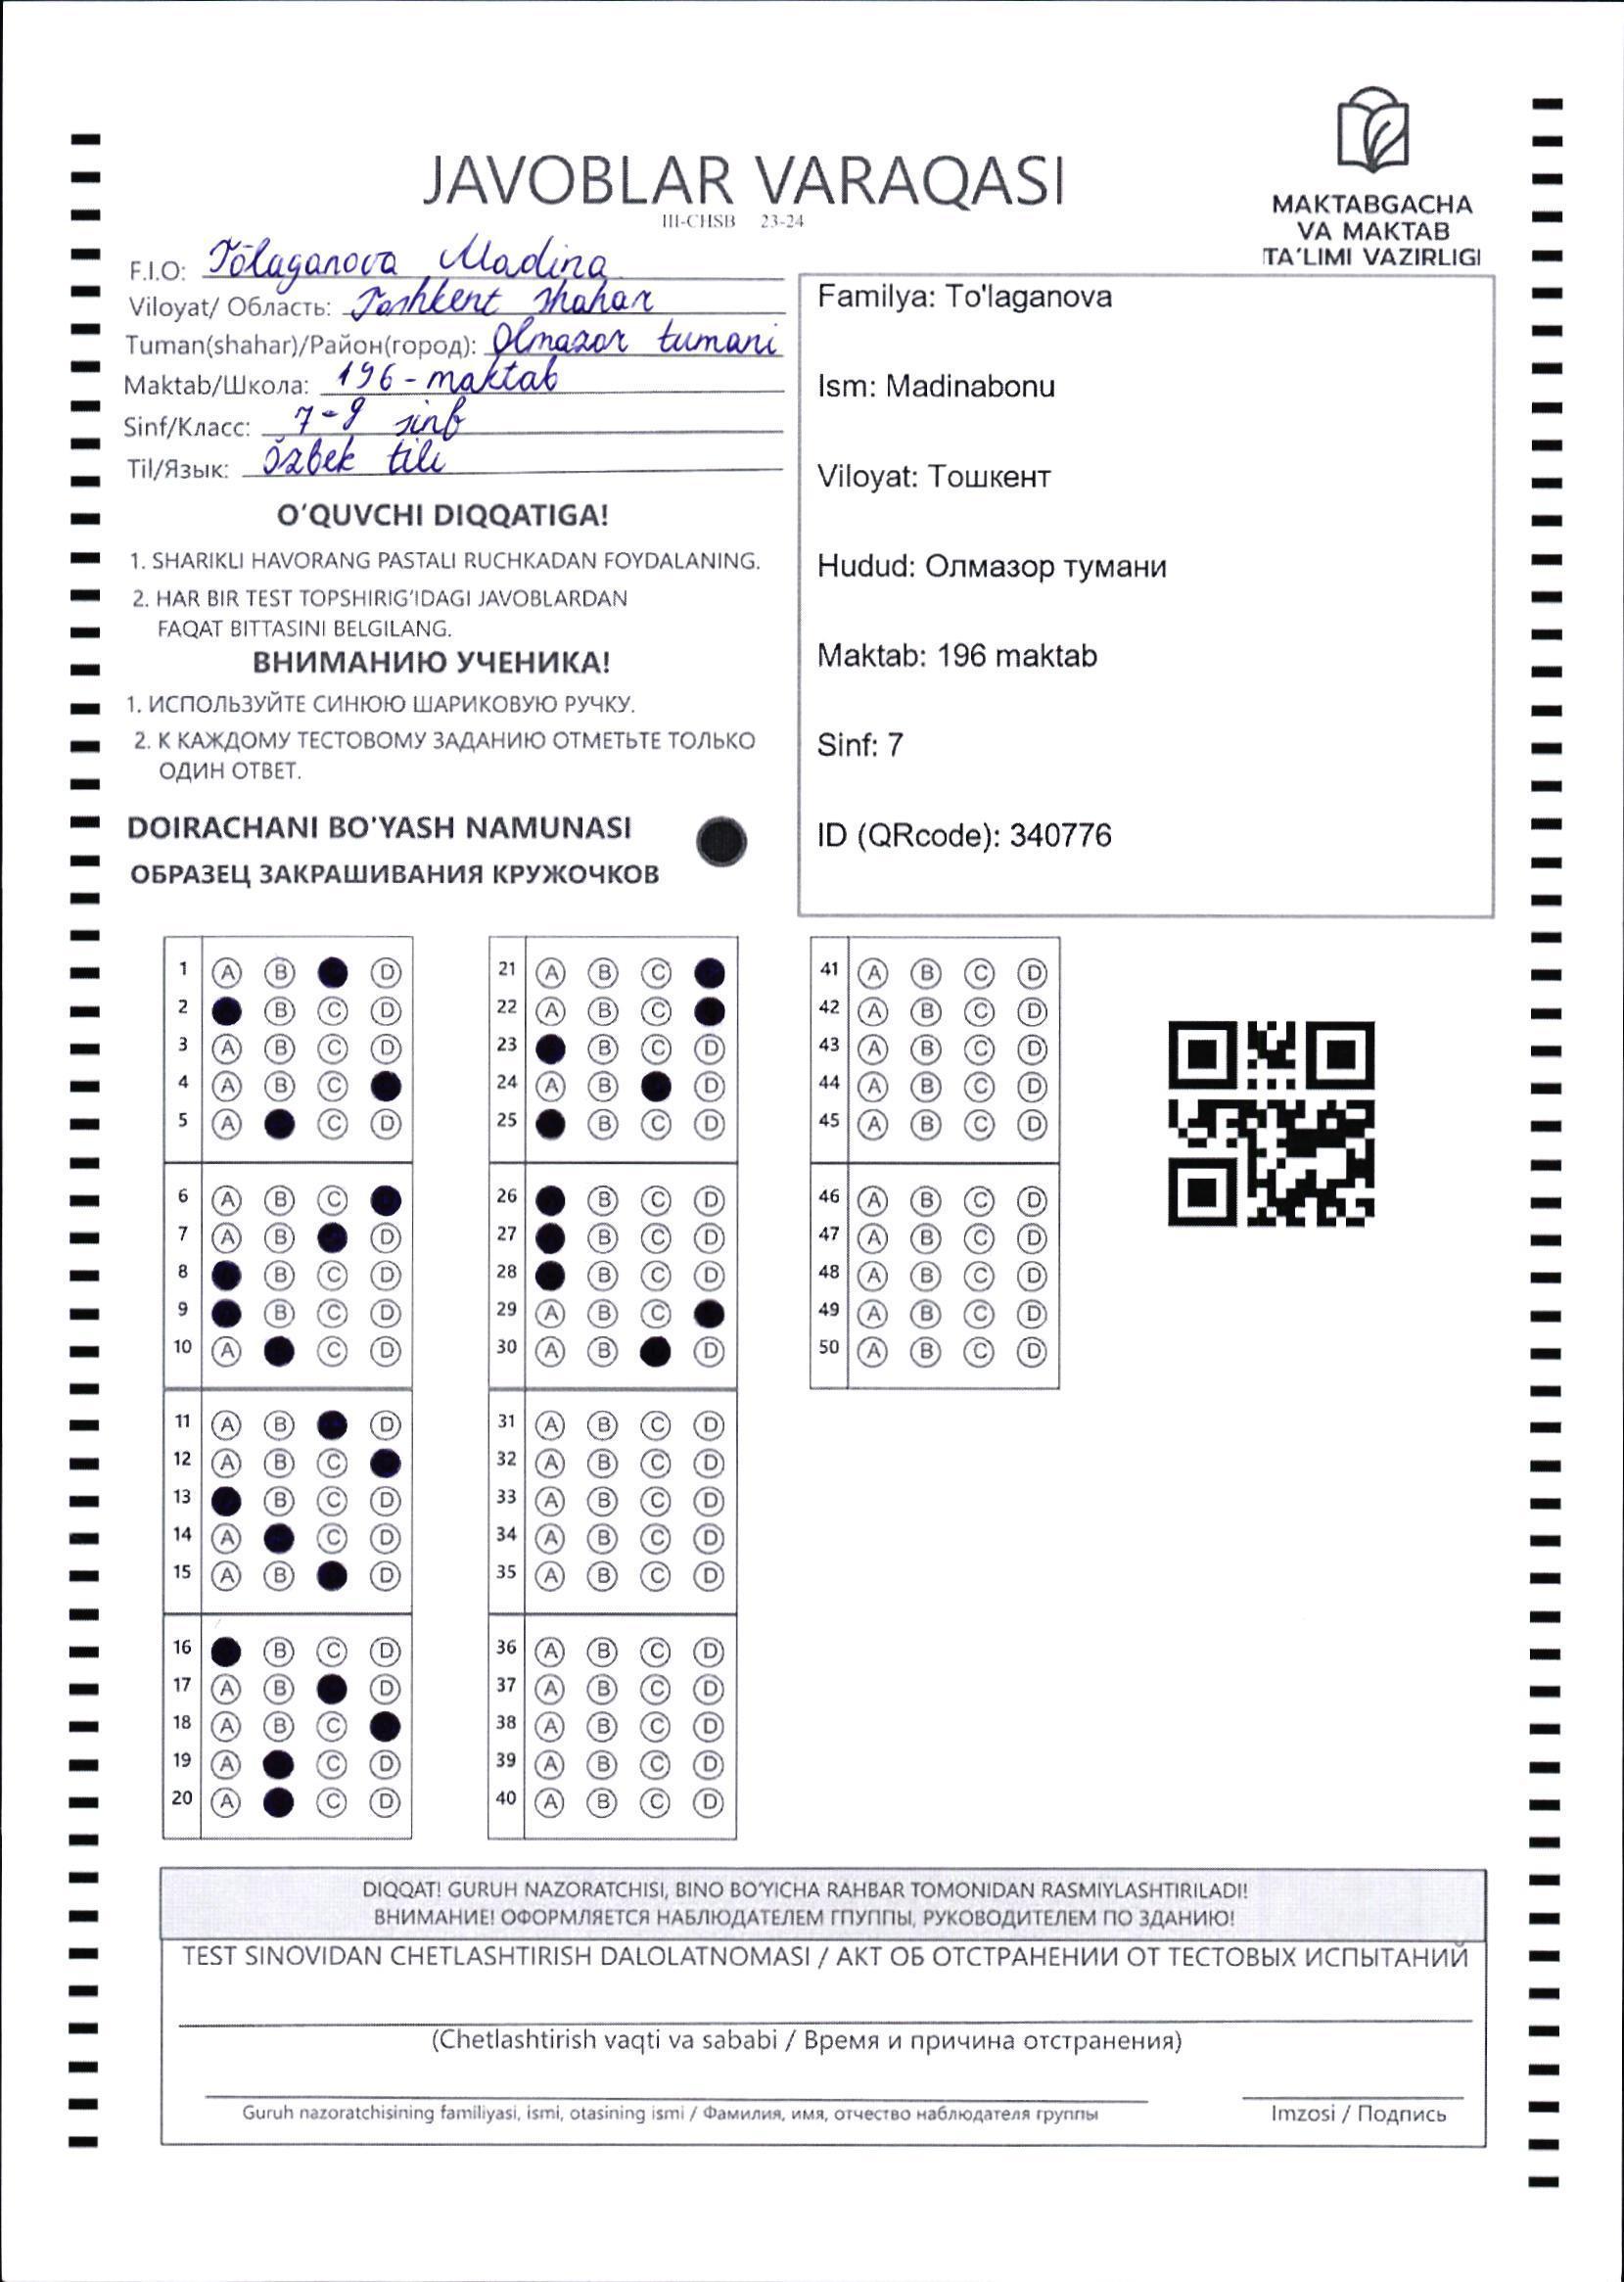 JAVOBLAR VARAQASI
III-CHSB 23-24
MAKTABGACHA
VA MAKTAB
TA'LIMI VAZIRLIGI
F.I.O: Tŏlaganova Madina
Viloyat/ Область: Toshkent shahar
Tuman(shahar)/Район(город): Olmazor tumani
Maktab/Школа: 196-maktab
Sinf/Класс: 7-9 sinf
Til/Язык: ŏzbek tili
Familya: To'laganova
Ism: Madinabonu
Viloyat: Тошкент
Hudud: Олмазор тумани
Maktab: 196 maktab
Sinf: 7
ID (QRcode): 340776
O'QUVCHI DIQQATIGA!
1. SHARIKLI HAVORANG PASTALI RUCHKADAN FOYDALANING.
2. HAR BIR TEST TOPSHIRIG'IDAGI JAVOBLARDAN
FAQAT BITTASINI BELGILANG.
ВНИМАНИЮ УЧЕНИКА!
1. ИСПОЛЬЗУЙТЕ СИНЮЮ ШАРИКОВУЮ РУЧКУ.
2. К КАЖДОМУ ТЕСТОВОМУ ЗАДАНИЮ ОТМЕТЬТЕ ТОЛЬКО
ОДИН ОТВЕТ.
DOIRACHANI BO'YASH NAMUNASI
ОБРАЗЕЦ ЗАКРАШИВАНИЯ КРУЖОЧКОВ
1 A B D
2 B C D
3 A B C D
4 A B C
5 A C D
6 A B C
7 A B D
8 B C D
9 B C D
10 A C D
11 A B D
12 A B C
13 B C D
14 A C D
15 A B D
16 B C D
17 A B D
18 A B C
19 A C D
20 A C D
21 A B C
22 A B C
23 B C D
24 A B D
25 B C D
26 B C D
27 B C D
28 B C D
29 A B C
30 A B D
31 A B C D
32 A B C D
33 A B C D
34 A B C D
35 A B C D
36 A B C D
37 A B C D
38 A B C D
39 A B C D
40 A B C D
41 A B C D
42 A B C D
43 A B C D
44 A B C D
45 A B C D
46 A B C D
47 A B C D
48 A B C D
49 A B C D
50 A B C D
DIQQAT! GURUH NAZORATCHISI, BINO BO'YICHA RAHBAR TOMONIDAN RASMIYLASHTIRILADI!
ВНИМАНИЕ! ОФОРМЛЯЕТСЯ НАБЛЮДАТЕЛЕМ ГПУППЫ, РУКОВОДИТЕЛЕМ ПО ЗДАНИЮ!
TEST SINOVIDAN CHETLASHTIRISH DALOLATNOMASI / АКТ ОБ ОТСТРАНЕНИИ ОТ ТЕСТОВЫХ ИСПЫТАНИЙ
(Chetlashtirish vaqti va sababi / Время и причина отстранения)
Guruh nazoratchisining familiyasi, ismi, otasining ismi / Фамилия, имя, отчество наблюдателя группы
Imzosi / Подпись